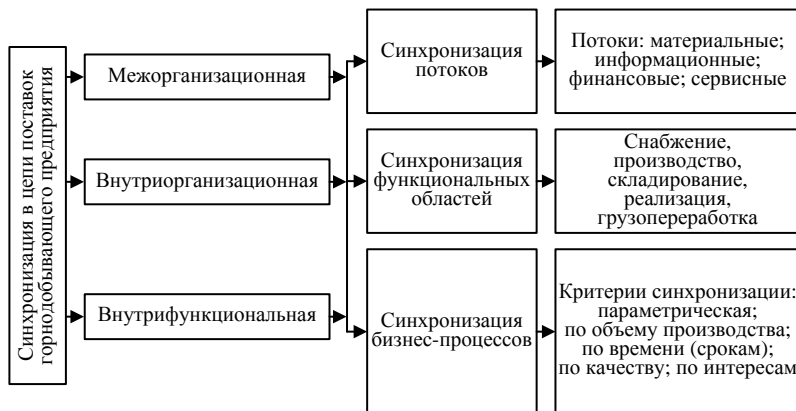 Синхронизация в цепи поставок
горнодобывающего предприятия
Межорганизационная
Внутриорганизационная
Внутрифункциональная
Синхронизация
потоков
Синхронизация
функциональных
областей
Синхронизация
бизнес-процессов
Потоки: материальные;
информационные;
финансовые; сервисные
Снабжение,
производство,
складирование,
реализация,
грузопереработка
Критерии синхронизации:
параметрическая;
по объему производства;
по времени (срокам);
по качеству; по интересам